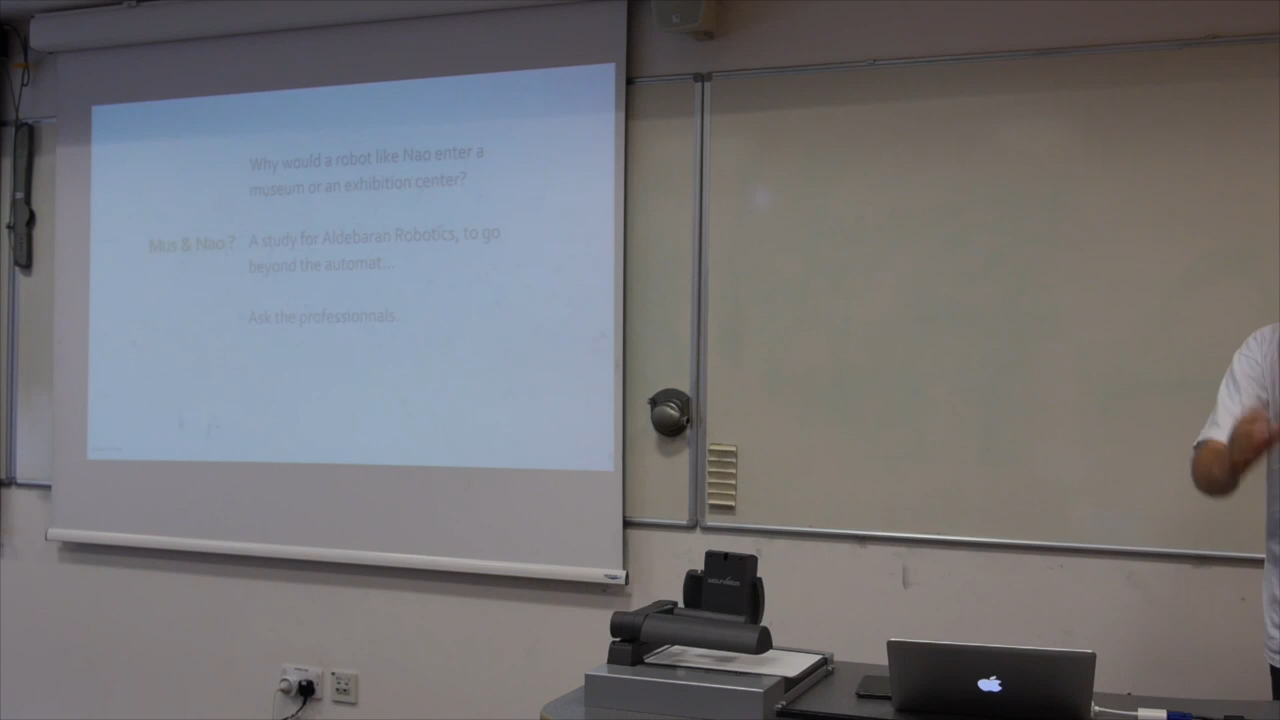 Why would a robot like Nao enter a
museum or an exhibition center?
Mus & Nao ?
A study for Aldebaran Robotics, to go
beyond the automat...
Ask the professionnals.
WOLFVISION